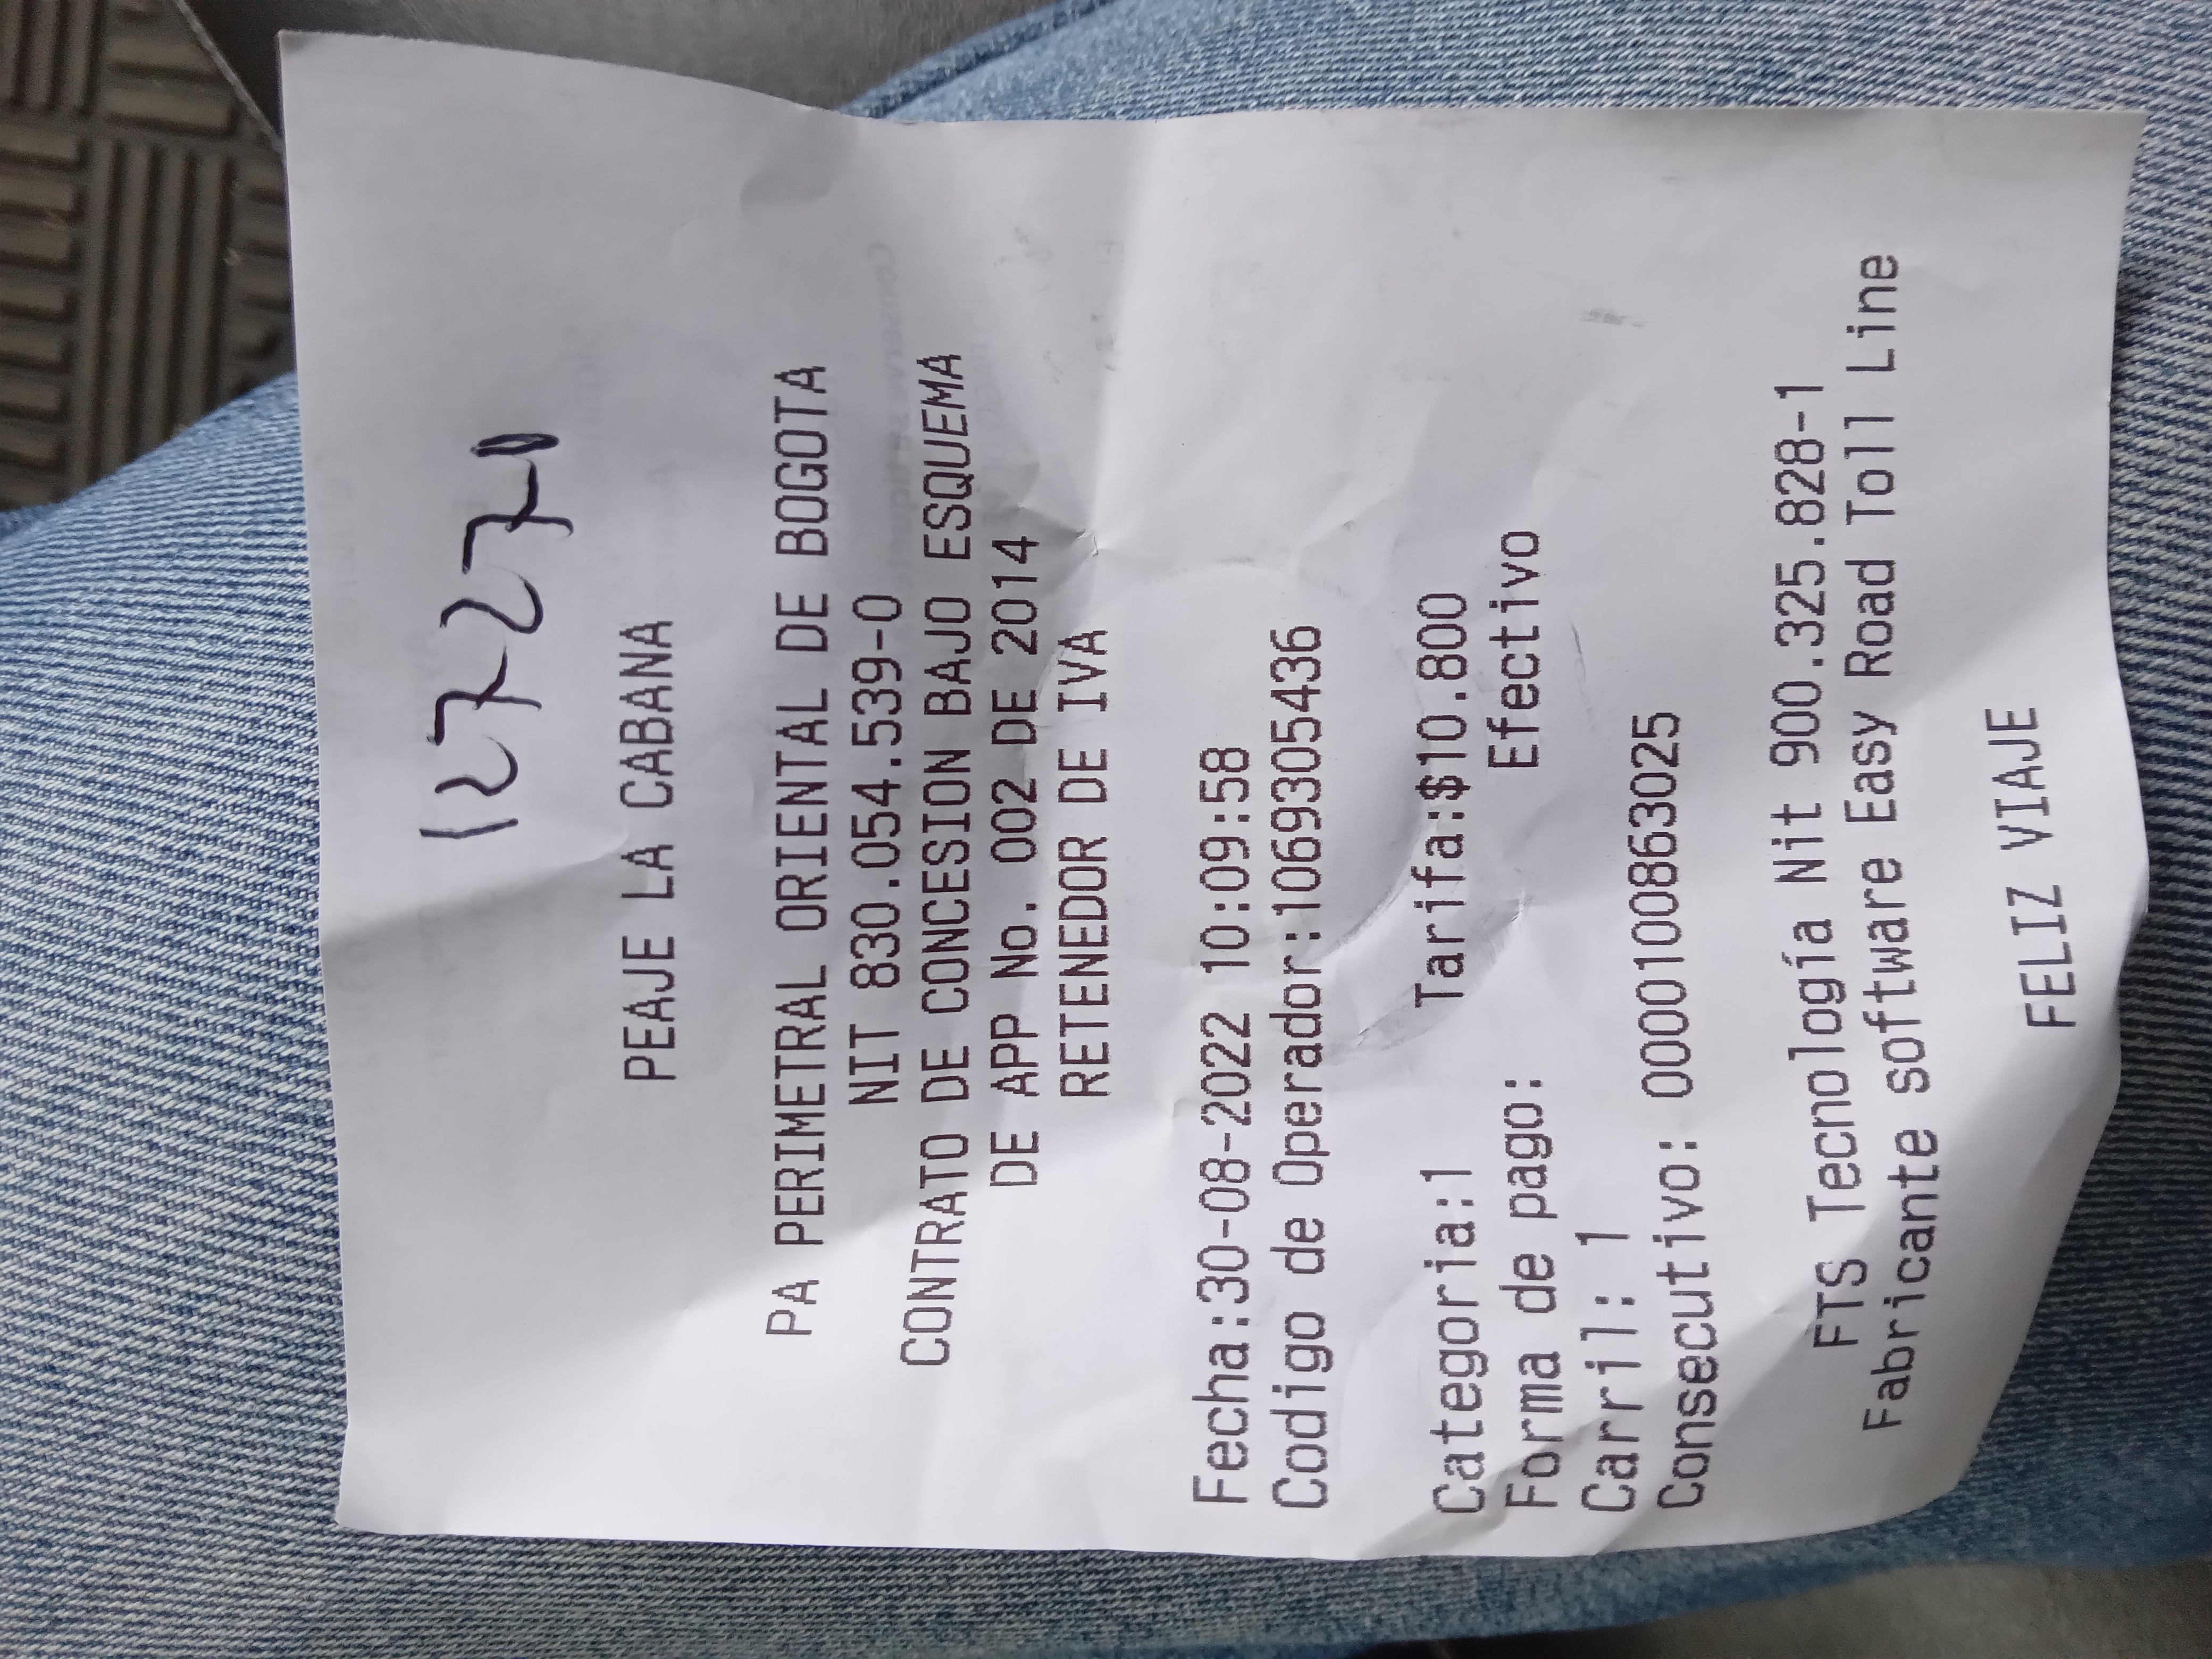 127270
PEAJE LA CABANA
PA PERIMETRAL ORIENTAL DE BOGOTA
NIT 830.054.539-0
CONTRATO DE CONCESION BAJO ESQUEMA
DE APP No. 002 DE 2014
RETENEDOR DE IVA
Fecha:30-08-2022 10:09:58
Codigo de Operador:1069305436
Categoria:1 Tarifa:$10.800
Forma de pago: Efectivo
Carril: 1
Consecutivo: 000010086302​5
FTS Tecnología Nit 900.325.828-1
Fabricante software Easy Road Toll Line
FELIZ VIAJE